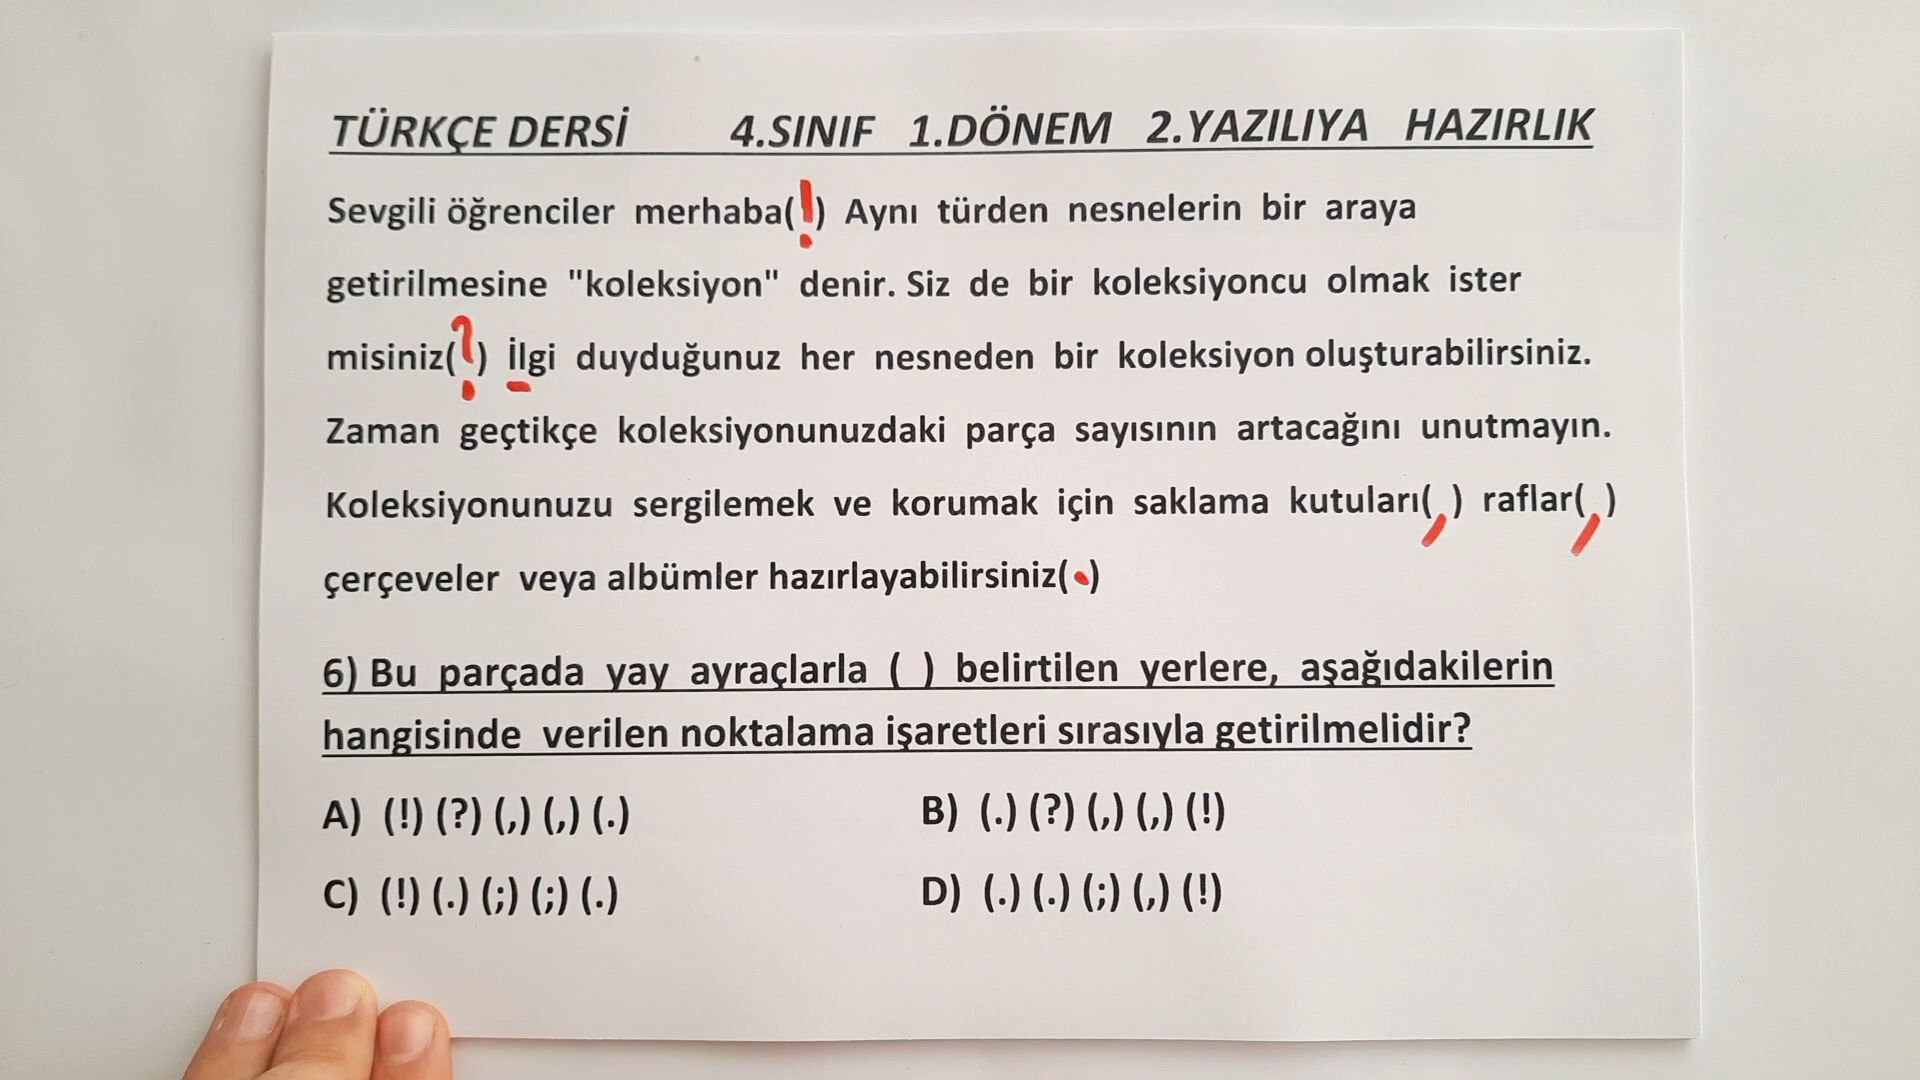 TÜRKÇE DERSİ 4.SINIF 1.DÖNEM 2.YAZILIYA HAZIRLIK
Sevgili öğrenciler merhaba(!) Aynı türden nesnelerin bir araya
getirilmesine "koleksiyon" denir. Siz de bir koleksiyoncu olmak ister
misiniz(?) İlgi duyduğunuz her nesneden bir koleksiyon oluşturabilirsiniz.
Zaman geçtikçe koleksiyonunuzdaki parça sayısının artacağını unutmayın.
Koleksiyonunuzu sergilemek ve korumak için saklama kutuları(,) raflar(,)
çerçeveler veya albümler hazırlayabilirsiniz(.)
6) Bu parçada yay ayraçlarla ( ) belirtilen yerlere, aşağıdakilerin
hangisinde verilen noktalama işaretleri sırasıyla getirilmelidir?
A) (!) (?) (,) (,) (.) B) (.) (?) (,) (,) (!)
C) (!) (.) (;) (;) (.) D) (.) (.) (;) (,) (!)